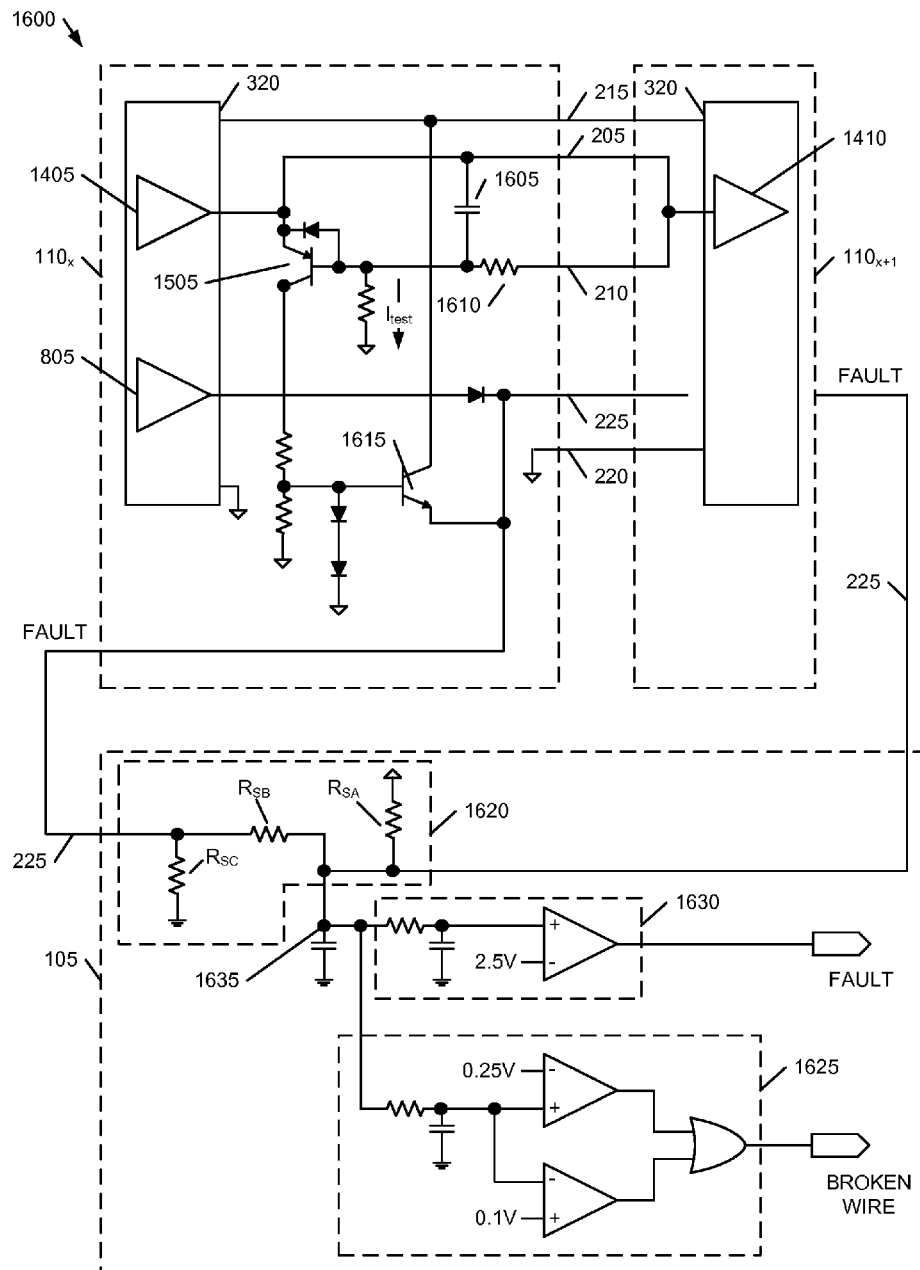 1600
320
215
320
205
1410
1405
1605
110x
1505
1610
210
110x+1
Itest
805
FAULT
225
1615
220
225
FAULT
RSB
RSA
1620
225
RSC
1630
+
2.5V
-
105
1635
FAULT
1625
0.25V
-
+
-
0.1V
+
BROKEN
WIRE